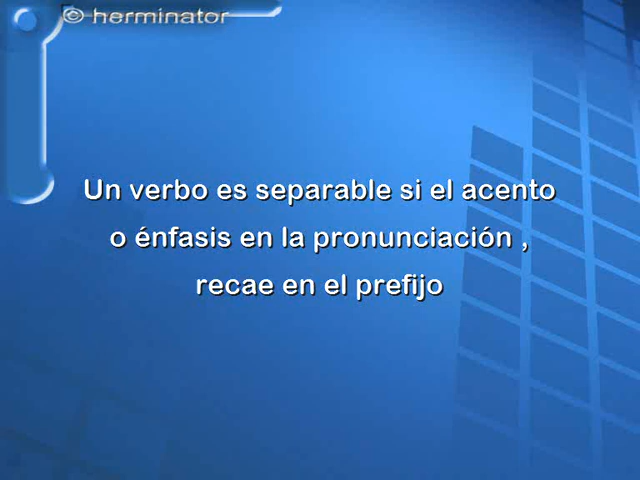 © herminator
Un verbo es separable si el acento
o énfasis en la pronunciación ,
recae en el prefijo